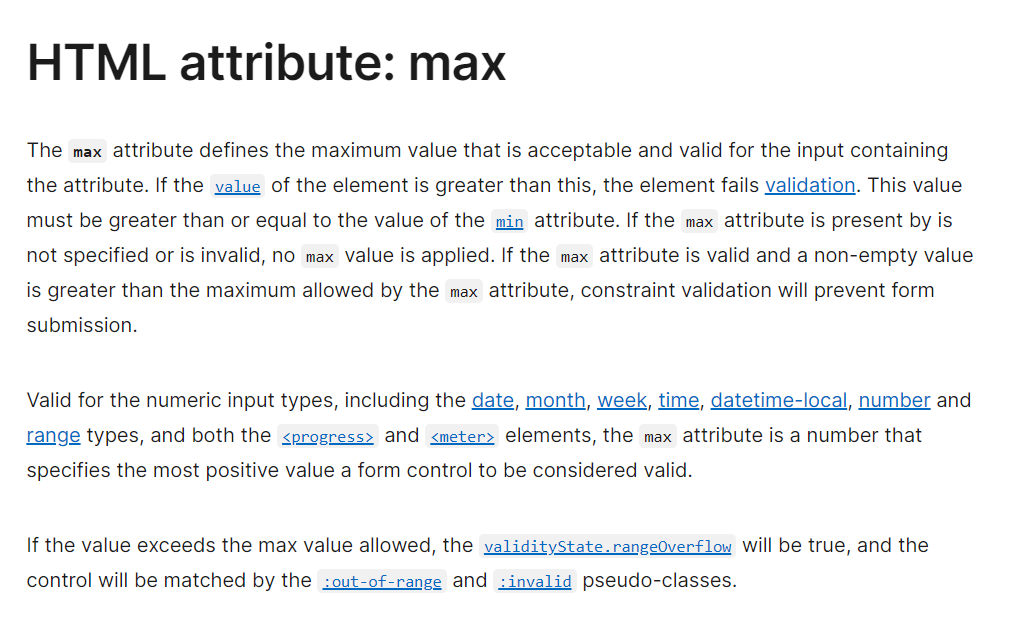 HTML attribute: max
The max attribute defines the maximum value that is acceptable and valid for the input containing
the attribute. If the value of the element is greater than this, the element fails validation. This value
must be greater than or equal to the value of the min attribute. If the max attribute is present by is
not specified or is invalid, no max value is applied. If the max attribute is valid and a non-empty value
is greater than the maximum allowed by the max attribute, constraint validation will prevent form
submission.
Valid for the numeric input types, including the date, month, week, time, datetime-local, number and
range types, and both the <progress> and <meter> elements, the max attribute is a number that
specifies the most positive value a form control to be considered valid.
If the value exceeds the max value allowed, the validityState.rangeOverflow will be true, and the
control will be matched by the :out-of-range and :invalid pseudo-classes.